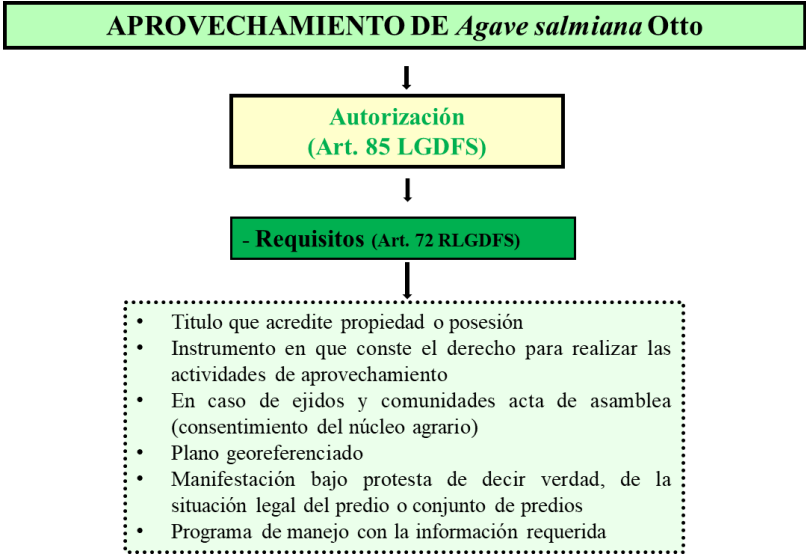 APROVECHAMIENTO DE Agave salmiana Otto
Autorización
(Art. 85 LGDFS)
- Requisitos (Art. 72 RLGDFS)
• Titulo que acredite propiedad o posesión
• Instrumento en que conste el derecho para realizar las
actividades de aprovechamiento
• En caso de ejidos y comunidades acta de asamblea
(consentimiento del núcleo agrario)
• Plano georeferenciado
• Manifestación bajo protesta de decir verdad, de la
situación legal del predio o conjunto de predios
• Programa de manejo con la información requerida